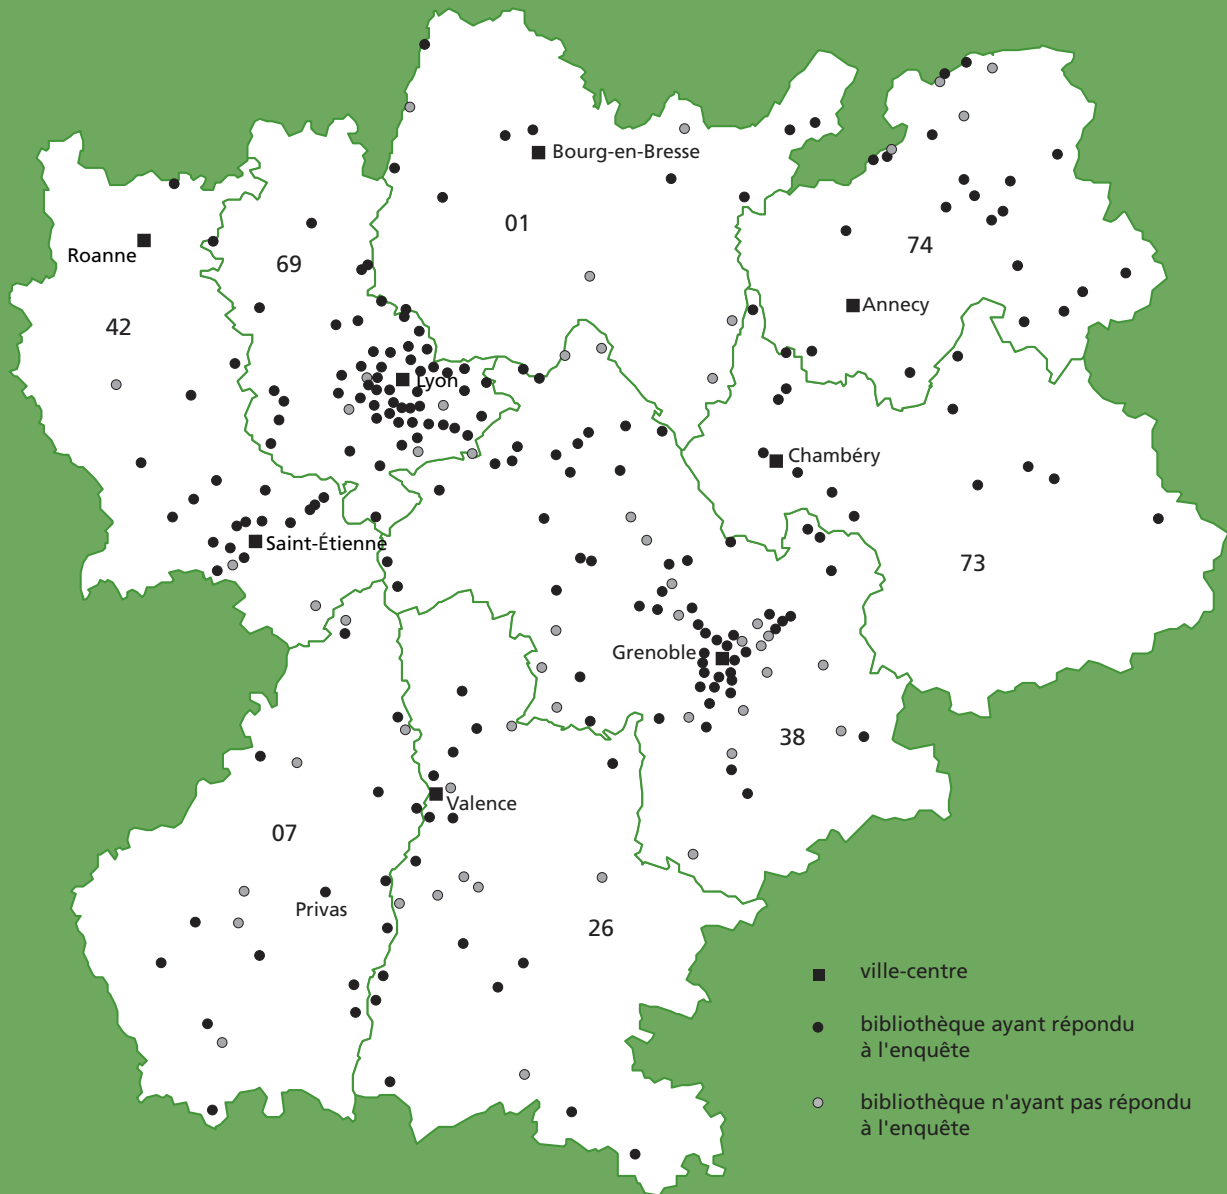 Bourg-en-Bresse
01
Roanne
69
74
Annecy
42
Lyon
Chambéry
Saint-Étienne
73
Grenoble
38
Valence
07
Privas
26
ville-centre
bibliothèque ayant répondu
à l'enquête
bibliothèque n'ayant pas répondu
à l'enquête